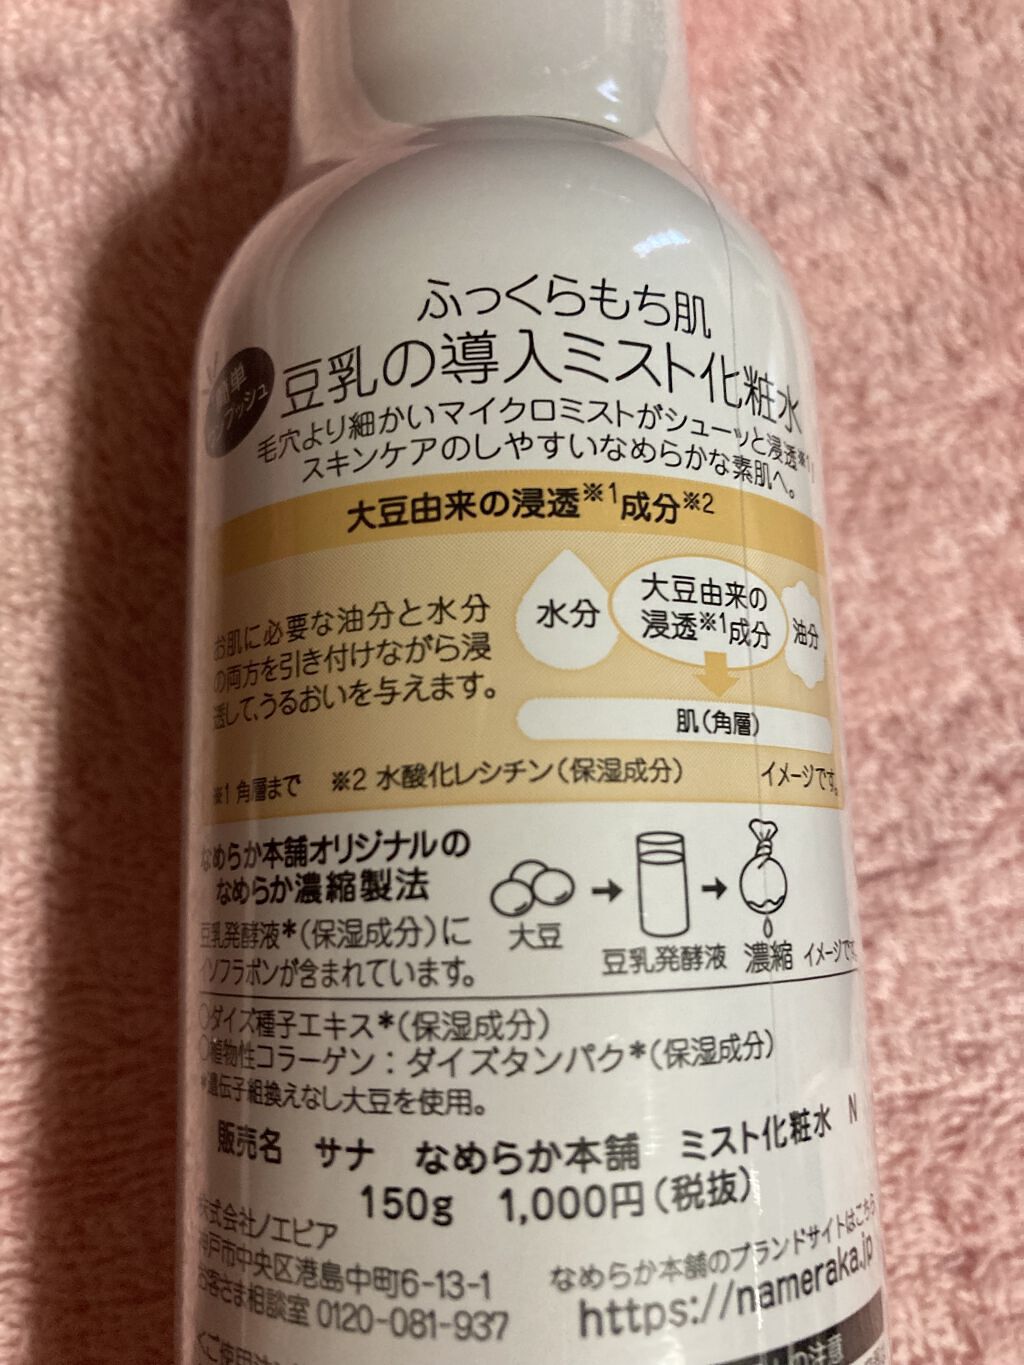 ふっくらもち肌
豆乳の導入ミスト化粧水
簡単
プッシュ
毛穴より細かいマイクロミストがシューッと浸透※1!
スキンケアのしやすいなめらかな素肌へ。
大豆由来の浸透※1成分※2
お肌に必要な油分と水分
の両方を引き付けながら浸
透して、うるおいを与えます。
水分
大豆由来の
浸透※1成分
油分
肌(角層)
※1 角層まで ※2 水酸化レシチン(保湿成分)
イメージです。
なめらか本舗オリジナルの
なめらか濃縮製法
豆乳発酵液*(保湿成分)に
イソフラボンが含まれています。
大豆
豆乳発酵液
濃縮
イメージです。
○ダイズ種子エキス*(保湿成分)
○植物性コラーゲン:ダイズタンパク*(保湿成分)
*遺伝子組換えなし大豆を使用。
販売名 サナ なめらか本舗 ミスト化粧水 N
150g 1,000円(税抜)
株式会社ノエビア
神戸市中央区港島中町6-13-1
お客さま相談室 0120-081-937
なめらか本舗のブランドサイトはこちら
https://nameraka.jp